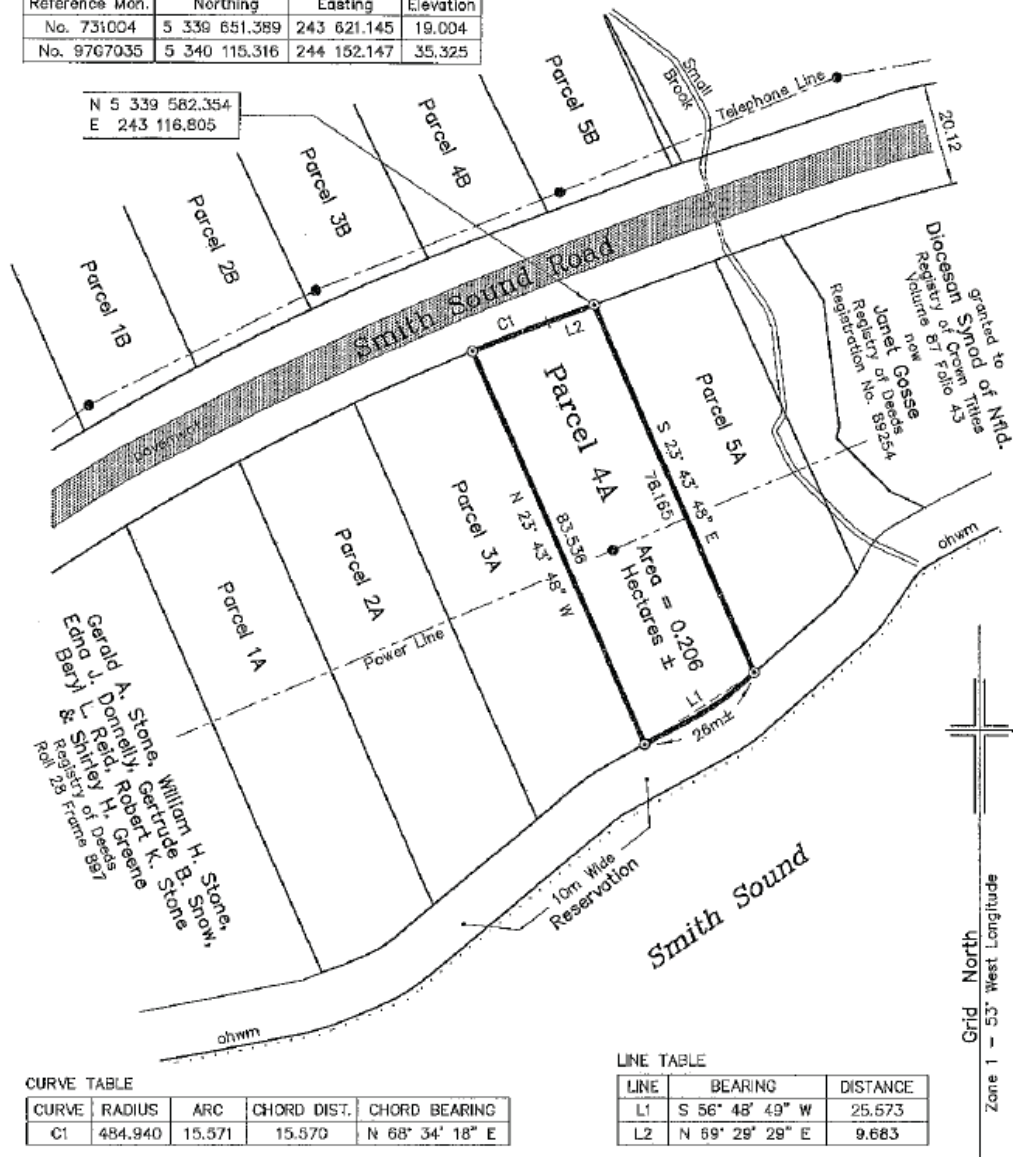 Reference Mon. Northing Easting Elevation
No. 731004 5 339 651.389 243 621.145 19.004
No. 9707035 5 340 115.316 244 152.147 35.325
N 5 339 582.354
E 243 116.805
Parcel 1B
Parcel 2B
Parcel 3B
Parcel 4B
Parcel 5B
Small
Brook
Telephone Line
20.12
Smith Sound Road
pavement
C1
L2
granted to
Diocesan Synod of Nfld.
Registry of Crown Titles
Volume 87 Folio 43
now
Janet Gosse
Registry of Deeds
Registration No. 89254
Parcel 1A
Parcel 2A
Parcel 3A
Parcel 4A
Parcel 5A
S 23° 43' 48" E
76.165
N 23° 43' 48" W
83.536
Area = 0.206
Hectares ±
Power Line
L1
26m±
ohwm
Gerald A. Stone, William H. Stone,
Edna J. Donnelly, Gertrude B. Snow,
Beryl L. Reid, Robert K. Stone
& Shirley H. Greene
Registry of Deeds
Roll 28 Frame 897
10m Wide
Reservation
Smith Sound
ohwm
Grid North
Zone 1 - 53° West Longitude
CURVE TABLE
CURVE RADIUS ARC CHORD DIST. CHORD BEARING
C1 484.940 15.571 15.570 N 68° 34' 18" E
LINE TABLE
LINE BEARING DISTANCE
L1 S 56° 48' 49" W 25.573
L2 N 69° 29' 29" E 9.683